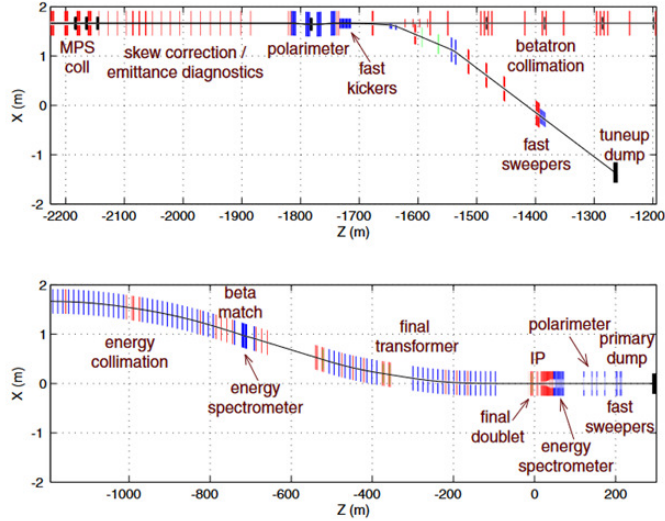 2
1
0
-1
-2
X (m)
MPS
coll
skew correction /
emittance diagnostics
polarimeter
fast
kickers
betatron
collimation
fast
sweepers
tuneup
dump
-2200
-2100
-2000
-1900
-1800
-1700
-1600
-1500
-1400
-1300
-1200
Z (m)
2
1
0
-1
-2
X (m)
energy
collimation
beta
match
energy
spectrometer
final
transformer
IP
polarimeter
primary
dump
final
doublet
energy
spectrometer
fast
sweepers
-1000
-800
-600
-400
-200
0
200
Z (m)